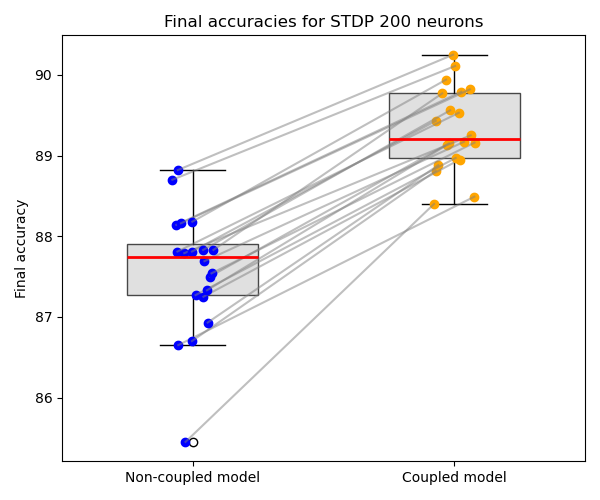 Final accuracies for STDP 200 neurons
Final accuracy
90
89
88
87
86
Non-coupled model
Coupled model